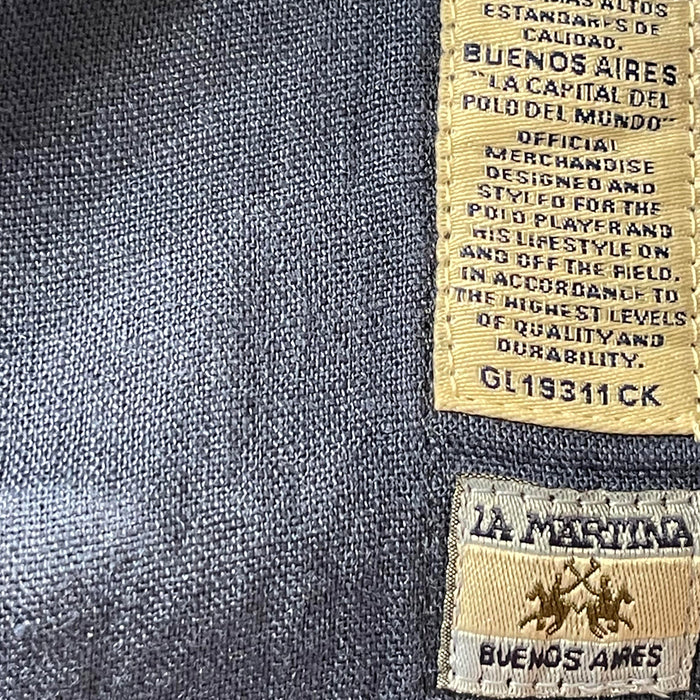 MAS ALTOS
ESTANDARES DE
CALIDAD.
BUENOS AIRES
"LA CAPITAL DEL
POLO DEL MUNDO"
OFFICIAL
MERCHANDISE
DESIGNED AND
STYLED FOR THE
POLO PLAYER AND
HIS LIFESTYLE ON
AND OFF THE FIELD.
IN ACCORDANCE TO
THE HIGHEST LEVELS
OF QUALITY AND
DURABILITY.
GL19311CK
LA MARTINA
BUENOS AIRES